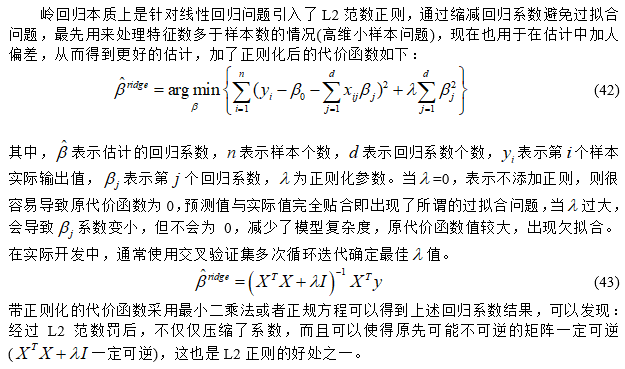 岭回归本质上是针对线性回归问题引入了 L2 范数正则，通过缩减回归系数避免过拟合
问题，最先用来处理特征数多于样本数的情况(高维小样本问题)，现在也用于在估计中加人
偏差，从而得到更好的估计，加了正则化后的代价函数如下：
\hat{\beta}^{ridge} = \underset{\beta}{\arg\min} \left\{ \sum_{i=1}^{n} (y_i - \beta_0 - \sum_{j=1}^{d} x_{ij}\beta_j)^2 + \lambda \sum_{j=1}^{d} \beta_j^2 \right\} (42)
其中，\hat{\beta} 表示估计的回归系数，n 表示样本个数，d 表示回归系数个数，y_i 表示第 i 个样本
实际输出值，β_j 表示第 j 个回归系数，λ 为正则化参数。当 λ=0，表示不添加正则，则很
容易导致原代价函数为 0，预测值与实际值完全贴合即出现了所谓的过拟合问题，当 λ 过大，
会导致 β_j 系数变小，但不会为 0，减少了模型复杂度，原代价函数值较大，出现欠拟合。
在实际开发中，通常使用交叉验证集多次循环迭代确定最佳 λ 值。
\hat{\beta}^{ridge} = (X^T X + \lambda I)^{-1} X^T y (43)
带正则化的代价函数采用最小二乘法或者正规方程可以得到上述回归系数结果，可以发现：
经过 L2 范数罚后，不仅仅压缩了系数，而且可以使得原先可能不可逆的矩阵一定可逆
(X^T X + λI 一定可逆)，这也是 L2 正则的好处之一。